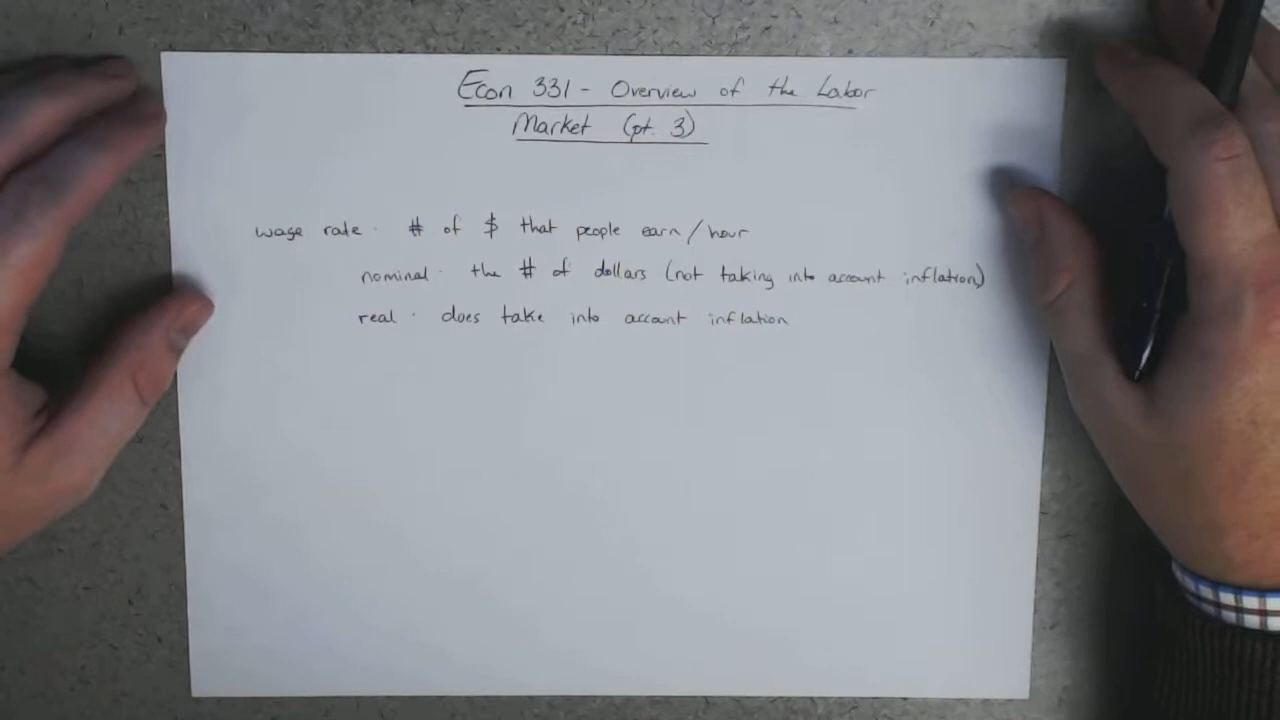 Econ 331 - Overview of the Labor
Market (pt. 3)
wage rate · # of $ that people earn/hour
nominal · the # of dollars (not taking into account inflation)
real · does take into account inflation